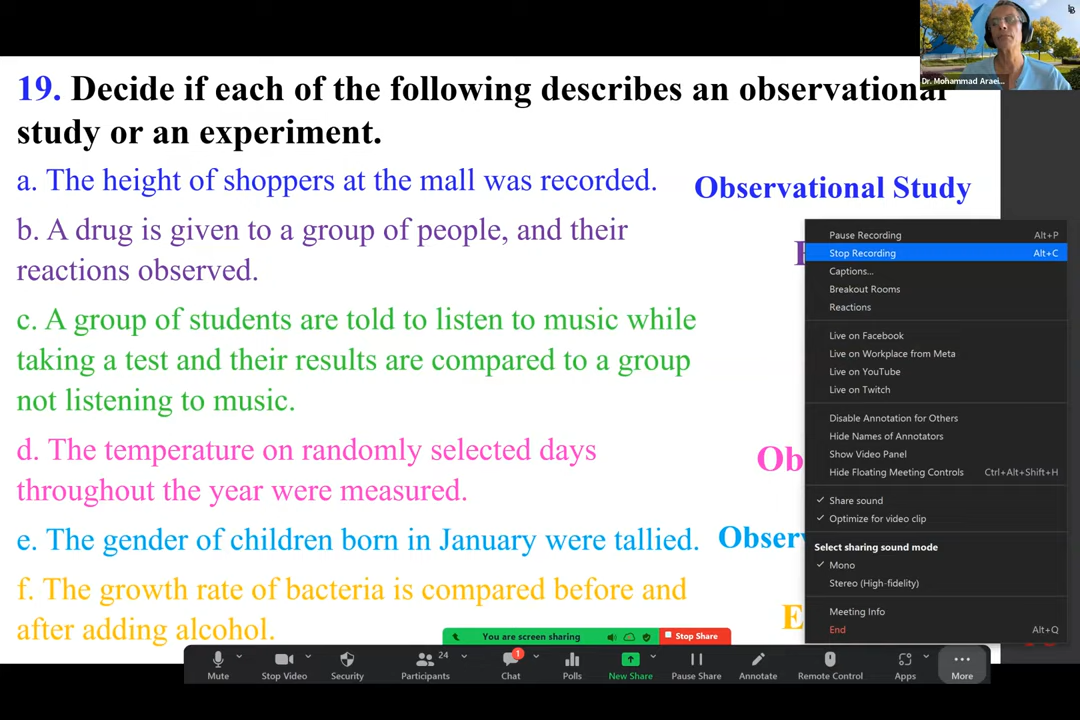 19. Decide if each of the following describes an observational
study or an experiment.
a. The height of shoppers at the mall was recorded.
Observational Study
b. A drug is given to a group of people, and their
reactions observed.
c. A group of students are told to listen to music while
taking a test and their results are compared to a group
not listening to music.
d. The temperature on randomly selected days
throughout the year were measured.
Ob
e. The gender of children born in January were tallied.
Obser
f. The growth rate of bacteria is compared before and
after adding alcohol.
E
Dr. Mohammad Araei...
Pause Recording Alt+P
Stop Recording Alt+C
Captions...
Breakout Rooms
Reactions
Live on Facebook
Live on Workplace from Meta
Live on YouTube
Live on Twitch
Disable Annotation for Others
Hide Names of Annotators
Show Video Panel
Hide Floating Meeting Controls Ctrl+Alt+Shift+H
Share sound
Optimize for video clip
Select sharing sound mode
Mono
Stereo (High-fidelity)
Meeting Info
End Alt+Q
You are screen sharing
Stop Share
Mute
Stop Video
Security
Participants 24
Chat 1
Polls
New Share
Pause Share
Annotate
Remote Control
Apps
More